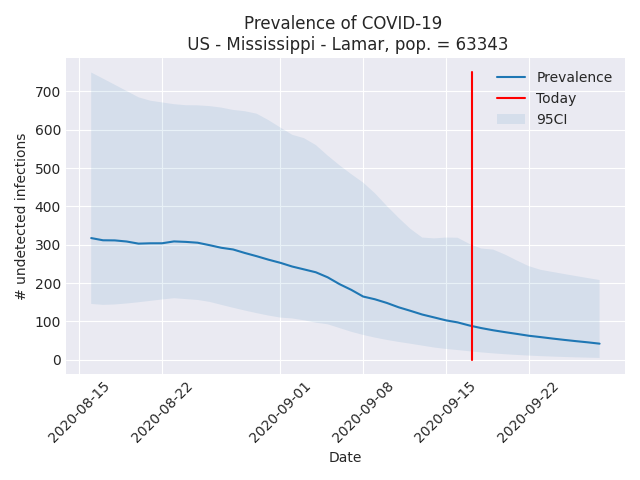 Prevalence of COVID-19
US - Mississippi - Lamar, pop. = 63343
Prevalence
Today
95CI
# undetected infections
700
600
500
400
300
200
100
0
2020-08-15
2020-08-22
2020-09-01
2020-09-08
2020-09-15
2020-09-22
Date